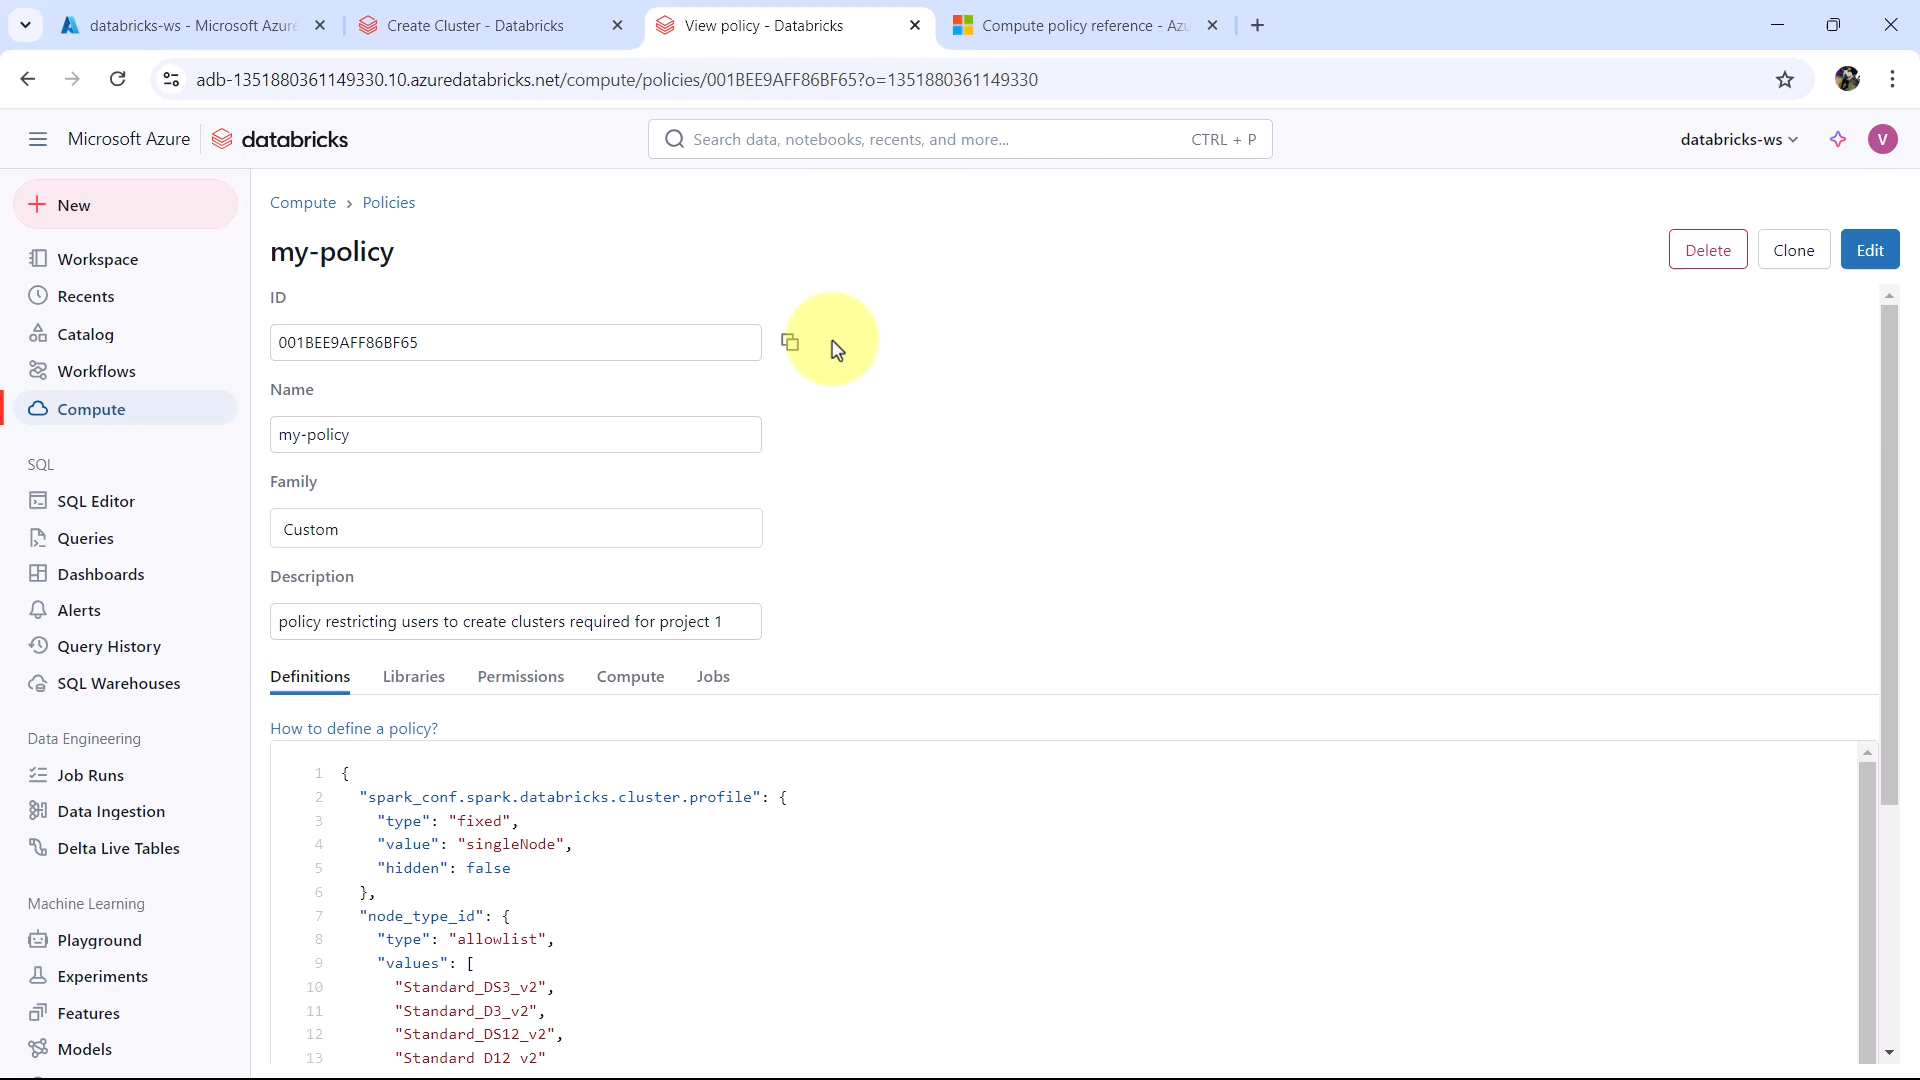 databricks-ws - Microsoft Azure
Create Cluster - Databricks
View policy - Databricks
Compute policy reference - Azu
adb-1351880361149330.10.azuredatabricks.net/compute/policies/001BEE9AFF86BF65?o=1351880361149330
Microsoft Azure
databricks
Search data, notebooks, recents, and more...
CTRL + P
databricks-ws
V
New
Workspace
Recents
Catalog
Workflows
Compute
SQL
SQL Editor
Queries
Dashboards
Alerts
Query History
SQL Warehouses
Data Engineering
Job Runs
Data Ingestion
Delta Live Tables
Machine Learning
Playground
Experiments
Features
Models
Compute › Policies
my-policy
Delete
Clone
Edit
ID
001BEE9AFF86BF65
Name
my-policy
Family
Custom
Description
policy restricting users to create clusters required for project 1
Definitions
Libraries
Permissions
Compute
Jobs
How to define a policy?
1 {
2 "spark_conf.spark.databricks.cluster.profile": {
3 "type": "fixed",
4 "value": "singleNode",
5 "hidden": false
6 },
7 "node_type_id": {
8 "type": "allowlist",
9 "values": [
10 "Standard_DS3_v2",
11 "Standard_D3_v2",
12 "Standard_DS12_v2",
13 "Standard_D12_v2"